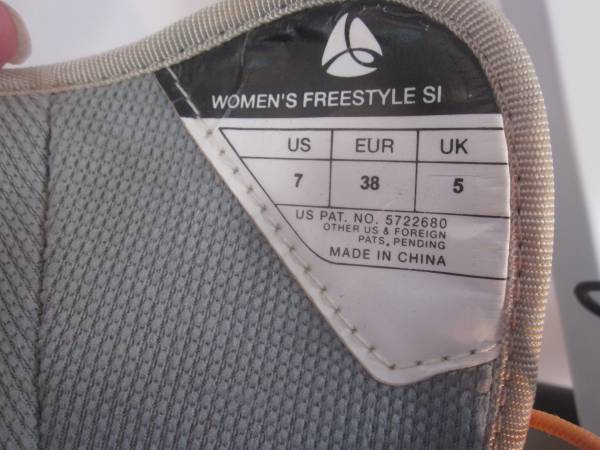 WOMEN'S FREESTYLE SI
US EUR UK
7 38 5
US PAT. NO. 5722680
OTHER US & FOREIGN
PATS. PENDING
MADE IN CHINA